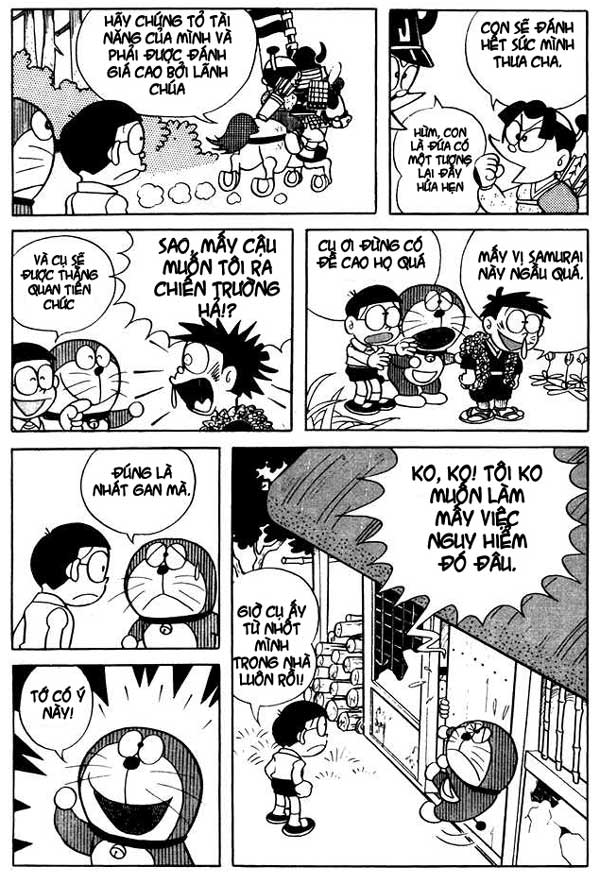 CON SẼ ĐÁNH
HẾT SỨC MÌNH
THƯA CHA.
HỪM, CON
LÀ ĐỨA CÓ
MỘT TƯƠNG
LAI ĐẦY
HỨA HẸN
HÃY CHỨNG TỎ TÀI
NĂNG CỦA MÌNH VÀ
PHẢI ĐƯỢC ĐÁNH
GIÁ CAO BỞI LÃNH
CHÚA
MẤY VỊ SAMURAI
NÀY NGẦU QUÁ.
CỤ ƠI ĐỪNG CÓ
ĐỀ CAO HỌ QUÁ
SAO, MẤY CẬU
MUỐN TÔI RA
CHIẾN TRƯỜNG
HẢ!?
VÀ CỤ SẼ
ĐƯỢC THĂNG
QUAN TIẾN
CHỨC
KO, KO! TÔI KO
MUỐN LÀM
MẤY VIỆC
NGUY HIỂM
ĐÓ ĐÂU.
GIỜ CỤ ẤY
TỰ NHỐT
MÌNH
TRONG NHÀ
LUÔN RỒI!
ĐÚNG LÀ
NHÁT GAN MÀ.
TỚ CÓ Ý
NÀY!